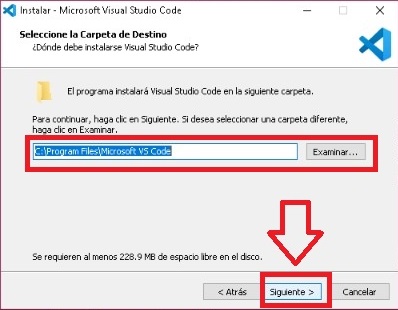 Instalar - Microsoft Visual Studio Code
Seleccione la Carpeta de Destino
¿Dónde debe instalarse Visual Studio Code?
El programa instalará Visual Studio Code en la siguiente carpeta.
Para continuar, haga clic en Siguiente. Si desea seleccionar una carpeta diferente,
haga clic en Examinar.
C:\Program Files\Microsoft VS Code
Examinar...
Se requieren al menos 228.9 MB de espacio libre en el disco.
< Atrás
Siguiente >
Cancelar